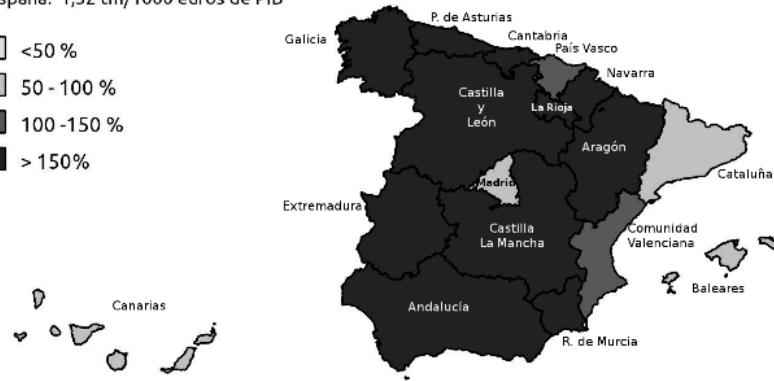 España: 1,52 tm/1000 euros de PIB
<50 %
50 - 100 %
100 -150 %
> 150%
Galicia
P. de Asturias
Cantabria
País Vasco
Navarra
La Rioja
Castilla
y
León
Aragón
Cataluña
Madrid
Extremadura
Castilla
La Mancha
Comunidad
Valenciana
Baleares
Canarias
Andalucía
R. de Murcia